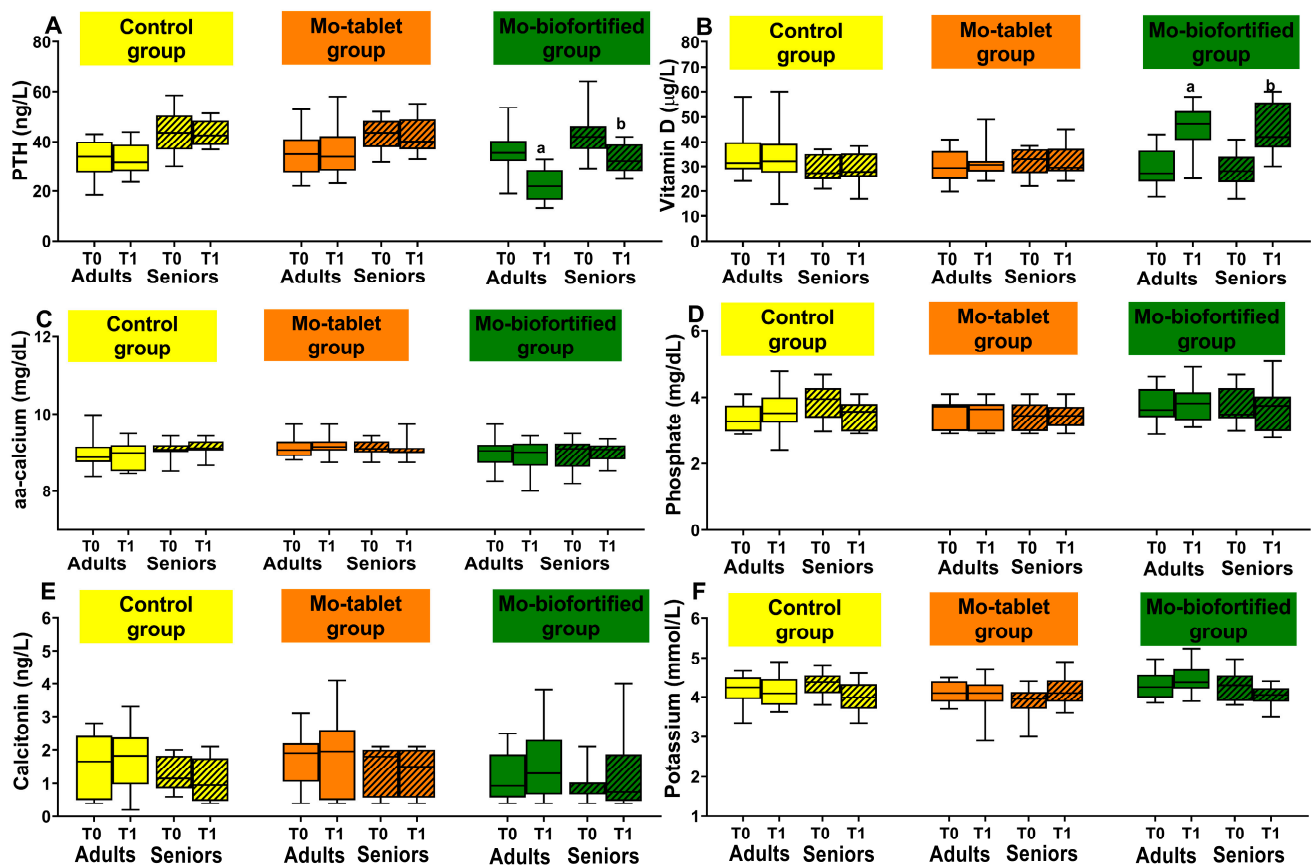 A
Control
group
Mo-tablet
group
Mo-biofortified
group
PTH (ng/L)
80
60
40
20
0
a
b
T0 T1 T0 T1 T0 T1 T0 T1 T0 T1 T0 T1
Adults Seniors Adults Seniors Adults Seniors
B
Control
group
Mo-tablet
group
Mo-biofortified
group
Vitamin D (μg/L)
80
70
60
50
40
30
20
10
0
a
b
T0 T1 T0 T1 T0 T1 T0 T1 T0 T1 T0 T1
Adults Seniors Adults Seniors Adults Seniors
C
Control
group
Mo-tablet
group
Mo-biofortified
group
aa-calcium (mg/dL)
12
10
8
T0 T1 T0 T1 T0 T1 T0 T1 T0 T1 T0 T1
Adults Seniors Adults Seniors Adults Seniors
D
Control
group
Mo-tablet
group
Mo-biofortified
group
Phosphate (mg/dL)
6
4
2
0
T0 T1 T0 T1 T0 T1 T0 T1 T0 T1 T0 T1
Adults Seniors Adults Seniors Adults Seniors
E
Control
group
Mo-tablet
group
Mo-biofortified
group
Calcitonin (ng/L)
6
5
4
3
2
1
0
T0 T1 T0 T1 T0 T1 T0 T1 T0 T1 T0 T1
Adults Seniors Adults Seniors Adults Seniors
F
Control
group
Mo-tablet
group
Mo-biofortified
group
Potassium (mmol/L)
6
5
4
3
2
1
T0 T1 T0 T1 T0 T1 T0 T1 T0 T1 T0 T1
Adults Seniors Adults Seniors Adults Seniors